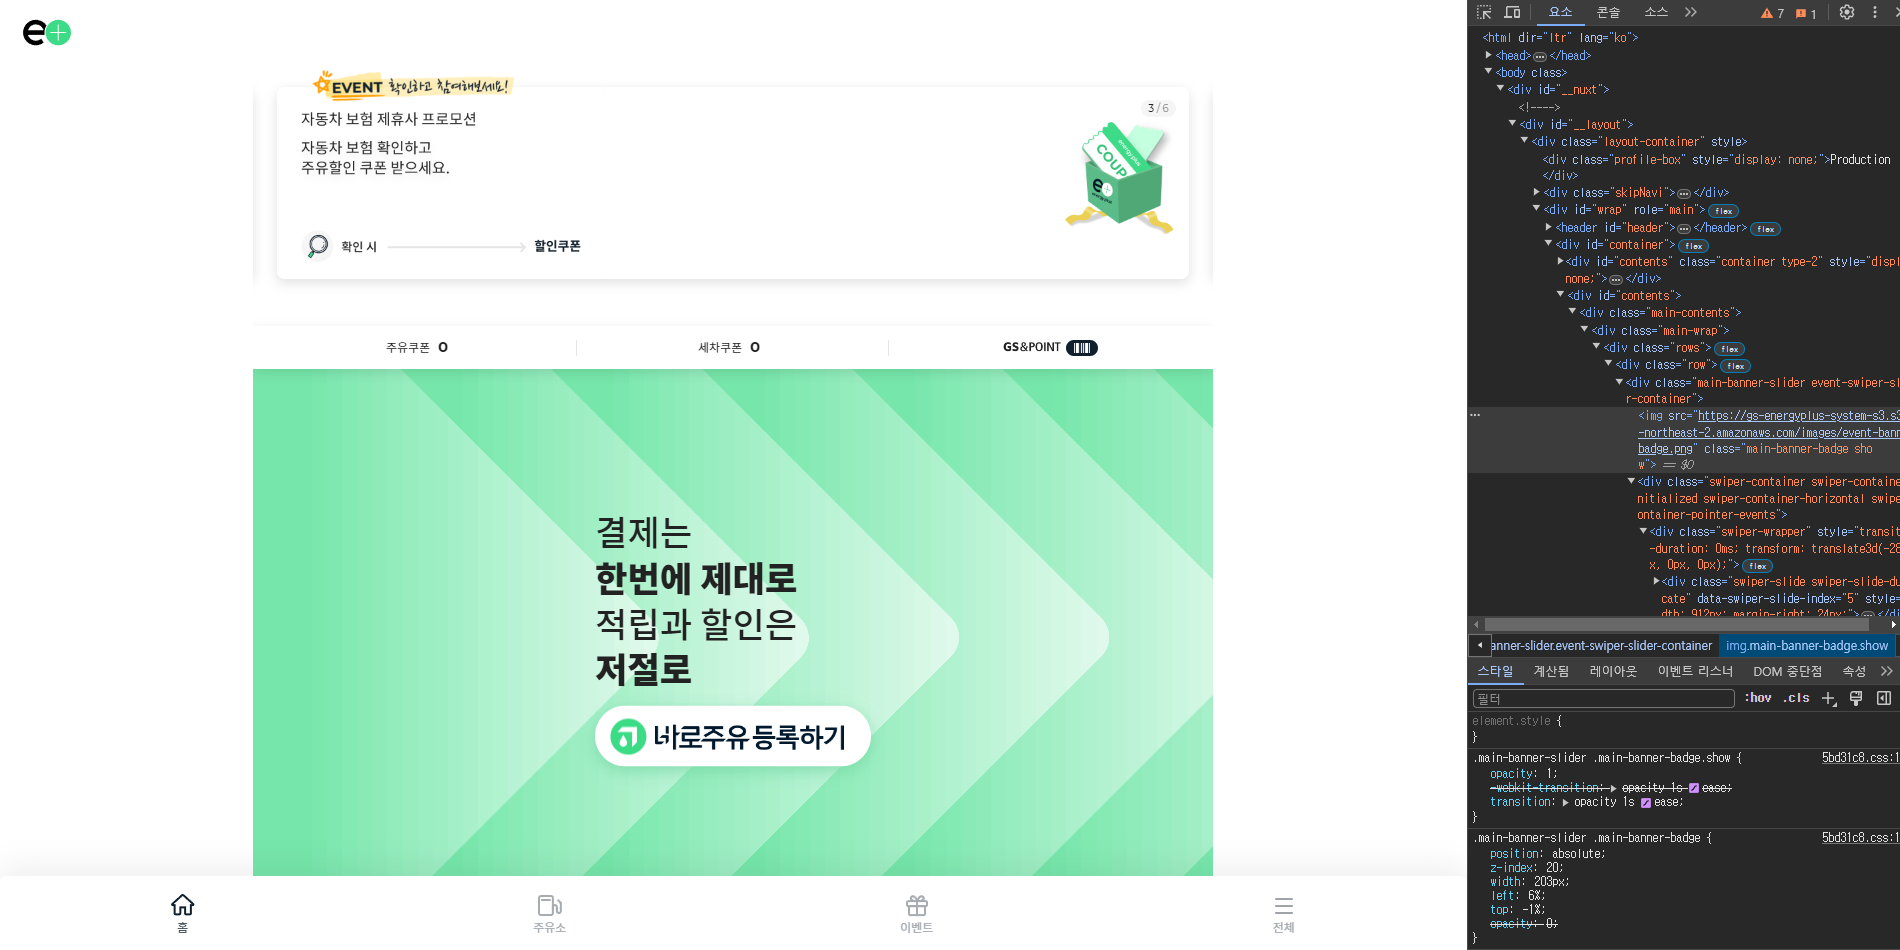 e+
EVENT 확인하고 참여해보세요!
3 / 6
자동차 보험 제휴사 프로모션
자동차 보험 확인하고
주유할인 쿠폰 받으세요.
COUP
energy plus
e+
확인 시
할인쿠폰
주유쿠폰 0
세차쿠폰 0
GS&POINT
결제는
한번에 제대로
적립과 할인은
저절로
바로주유 등록하기
홈
주유소
이벤트
전체
요소
콘솔
소스
7
1
<html dir="ltr" lang="ko">
<head> ••• </head>
<body class>
<div id="__nuxt">
<!---->
<div id="__layout">
<div class="layout-container" style>
<div class="profile-box" style="display: none;">Production
</div>
<div class="skipNavi"> ••• </div>
<div id="wrap" role="main"> flex
<header id="header"> ••• </header> flex
<div id="container"> flex
<div id="contents" class="container type-2" style="displ
none;"> ••• </div>
<div id="contents">
<div class="main-contents">
<div class="main-wrap">
<div class="rows"> flex
<div class="row"> flex
<div class="main-banner-slider event-swiper-sl
r-container">
<img src="https://gs-energyplus-system-s3.s3
-northeast-2.amazonaws.com/images/event-bann
badge.png" class="main-banner-badge sho
w"> == $0
<div class="swiper-container swiper-containe
nitialized swiper-container-horizontal swipe
ontainer-pointer-events">
<div class="swiper-wrapper" style="transit
-duration: 0ms; transform: translate3d(-28
x, 0px, 0px);"> flex
<div class="swiper-slide swiper-slide-du
cate" data-swiper-slide-index="5" style=
dth: 912px; margin-right: 24px;"> ••• </di
anner-slider.event-swiper-slider-container
img.main-banner-badge.show
스타일
계산됨
레이아웃
이벤트 리스너
DOM 중단점
속성
필터
:hov
.cls
element.style {
}
.main-banner-slider .main-banner-badge.show {
5bd31c8.css:1
opacity: 1;
-webkit-transition: opacity 1s ease;
transition: opacity 1s ease;
}
.main-banner-slider .main-banner-badge {
5bd31c8.css:1
position: absolute;
z-index: 20;
width: 203px;
left: 6%;
top: -1%;
opacity: 0;
}